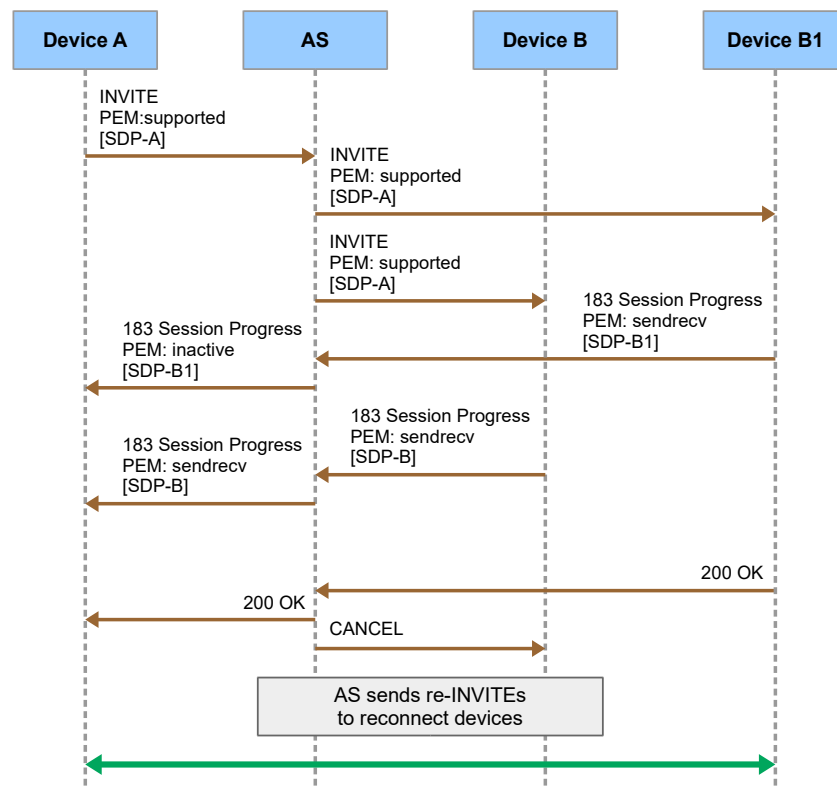 Device A
AS
Device B
Device B1
INVITE
PEM:supported
[SDP-A]
INVITE
PEM: supported
[SDP-A]
INVITE
PEM: supported
[SDP-A]
183 Session Progress
PEM: sendrecv
[SDP-B1]
183 Session Progress
PEM: inactive
[SDP-B1]
183 Session Progress
PEM: sendrecv
[SDP-B]
183 Session Progress
PEM: sendrecv
[SDP-B]
200 OK
200 OK
CANCEL
AS sends re-INVITEs
to reconnect devices